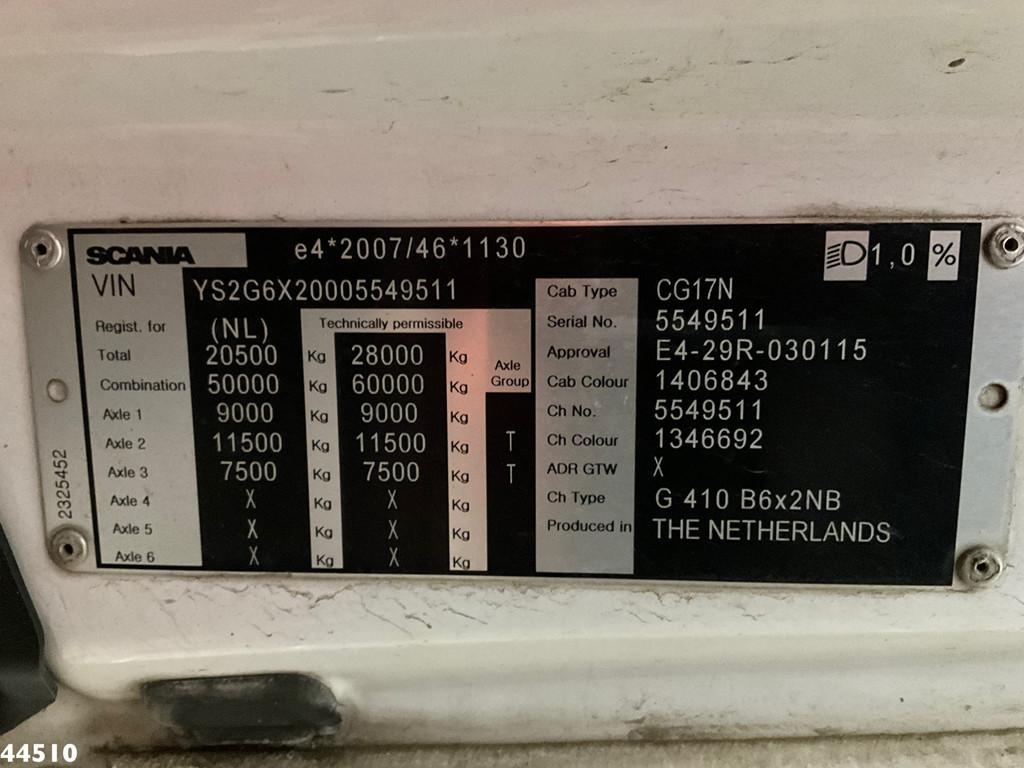 SCANIA e4*2007/46*1130 1,0 %
VIN YS2G6X20005549511
Regist. for (NL) Technically permissible
Total 20500 Kg 28000 Kg Axle Group
Combination 50000 Kg 60000 Kg
Axle 1 9000 Kg 9000 Kg
Axle 2 11500 Kg 11500 Kg T
Axle 3 7500 Kg 7500 Kg T
Axle 4 X Kg X Kg
Axle 5 X Kg X Kg
Axle 6 X Kg X Kg
Cab Type CG17N
Serial No. 5549511
Approval E4-29R-030115
Cab Colour 1406843
Ch No. 5549511
Ch Colour 1346692
ADR GTW X
Ch Type G 410 B6x2NB
Produced in THE NETHERLANDS
2325452
44510